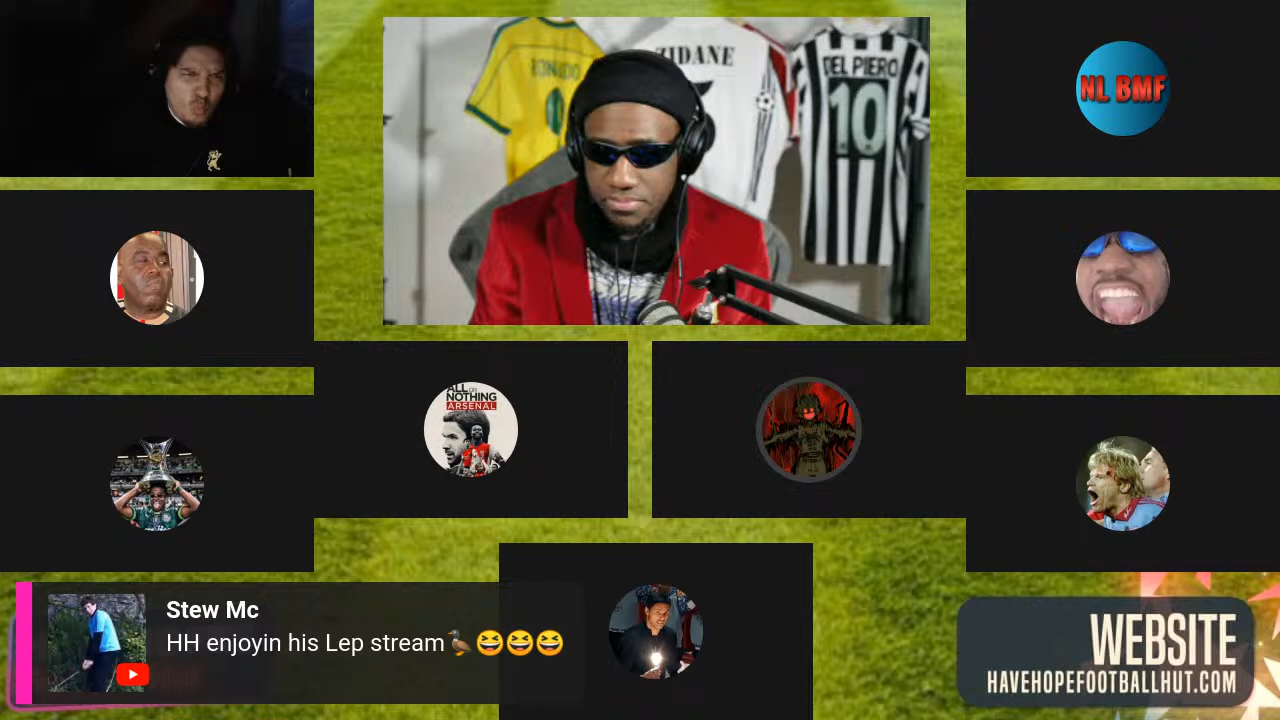 RONALDO
ZIDANE
DEL PIERO
10
NL BMF
ALL OR
NOTHING
ARSENAL
Stew Mc
HH enjoyin his Lep stream🦆😆😆😆
WEBSITE
HAVEHOPEFOOTBALLHUT.COM